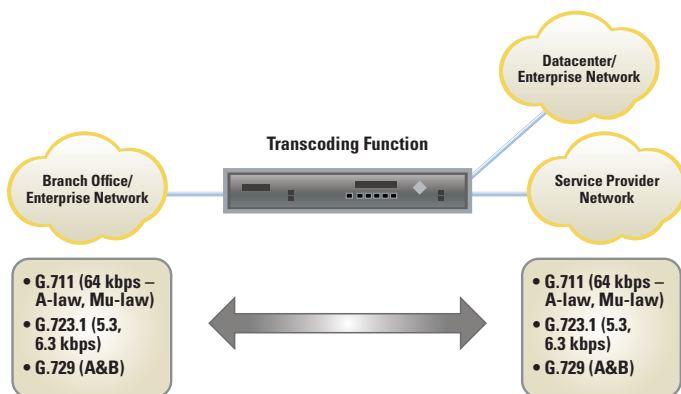 Datacenter/
Enterprise Network
Transcoding Function
Branch Office/
Enterprise Network
Service Provider
Network
• G.711 (64 kbps –
A-law, Mu-law)
• G.723.1 (5.3,
6.3 kbps)
• G.729 (A&B)
• G.711 (64 kbps –
A-law, Mu-law)
• G.723.1 (5.3,
6.3 kbps)
• G.729 (A&B)